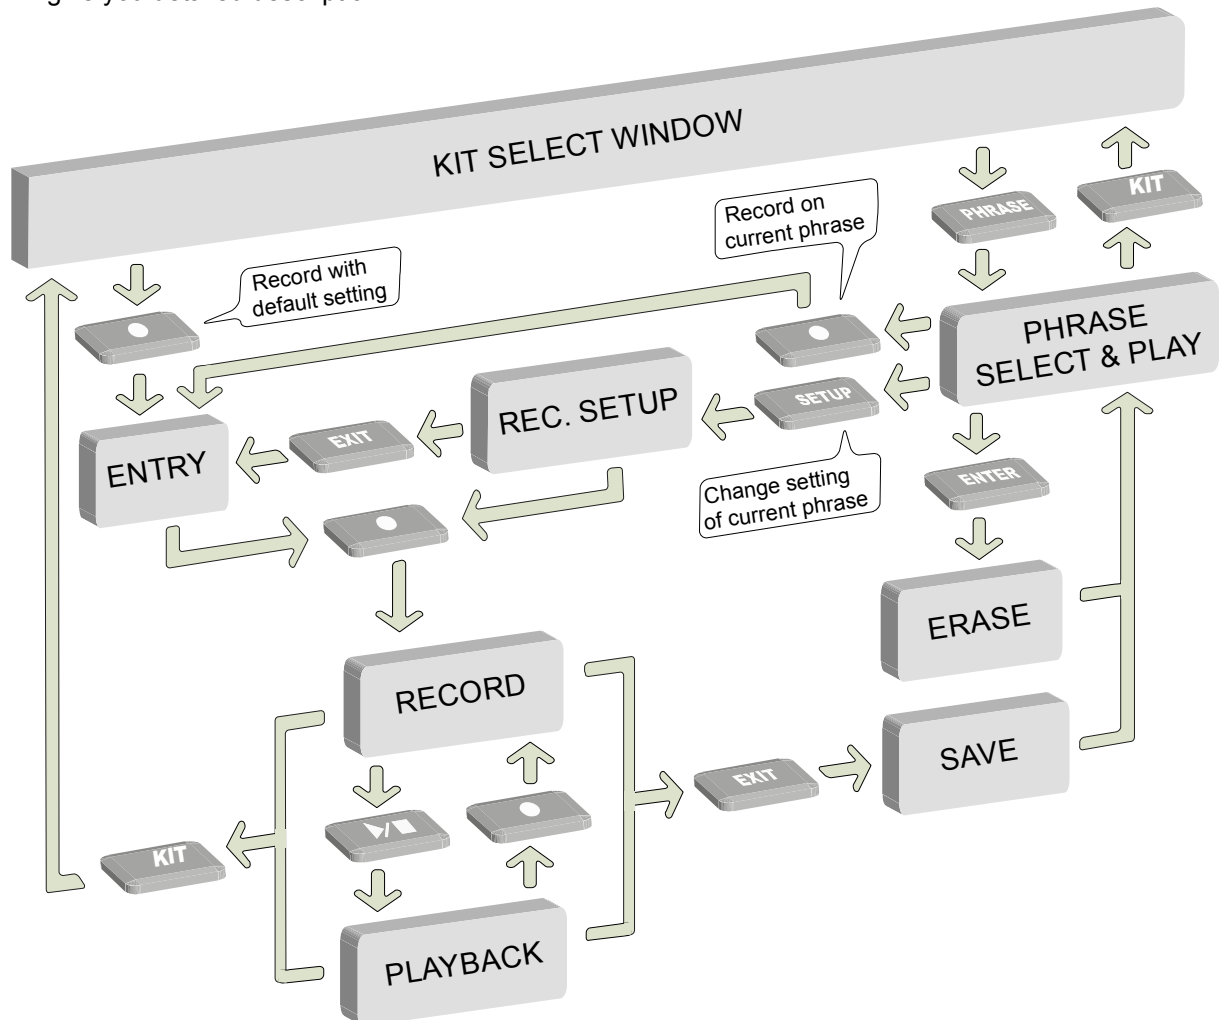 KIT SELECT WINDOW
PHRASE
KIT
Record on
current phrase
Record with
default setting
PHRASE
SELECT & PLAY
SETUP
REC. SETUP
EXIT
ENTRY
Change setting
of current phrase
ENTER
ERASE
RECORD
SAVE
EXIT
KIT
PLAYBACK